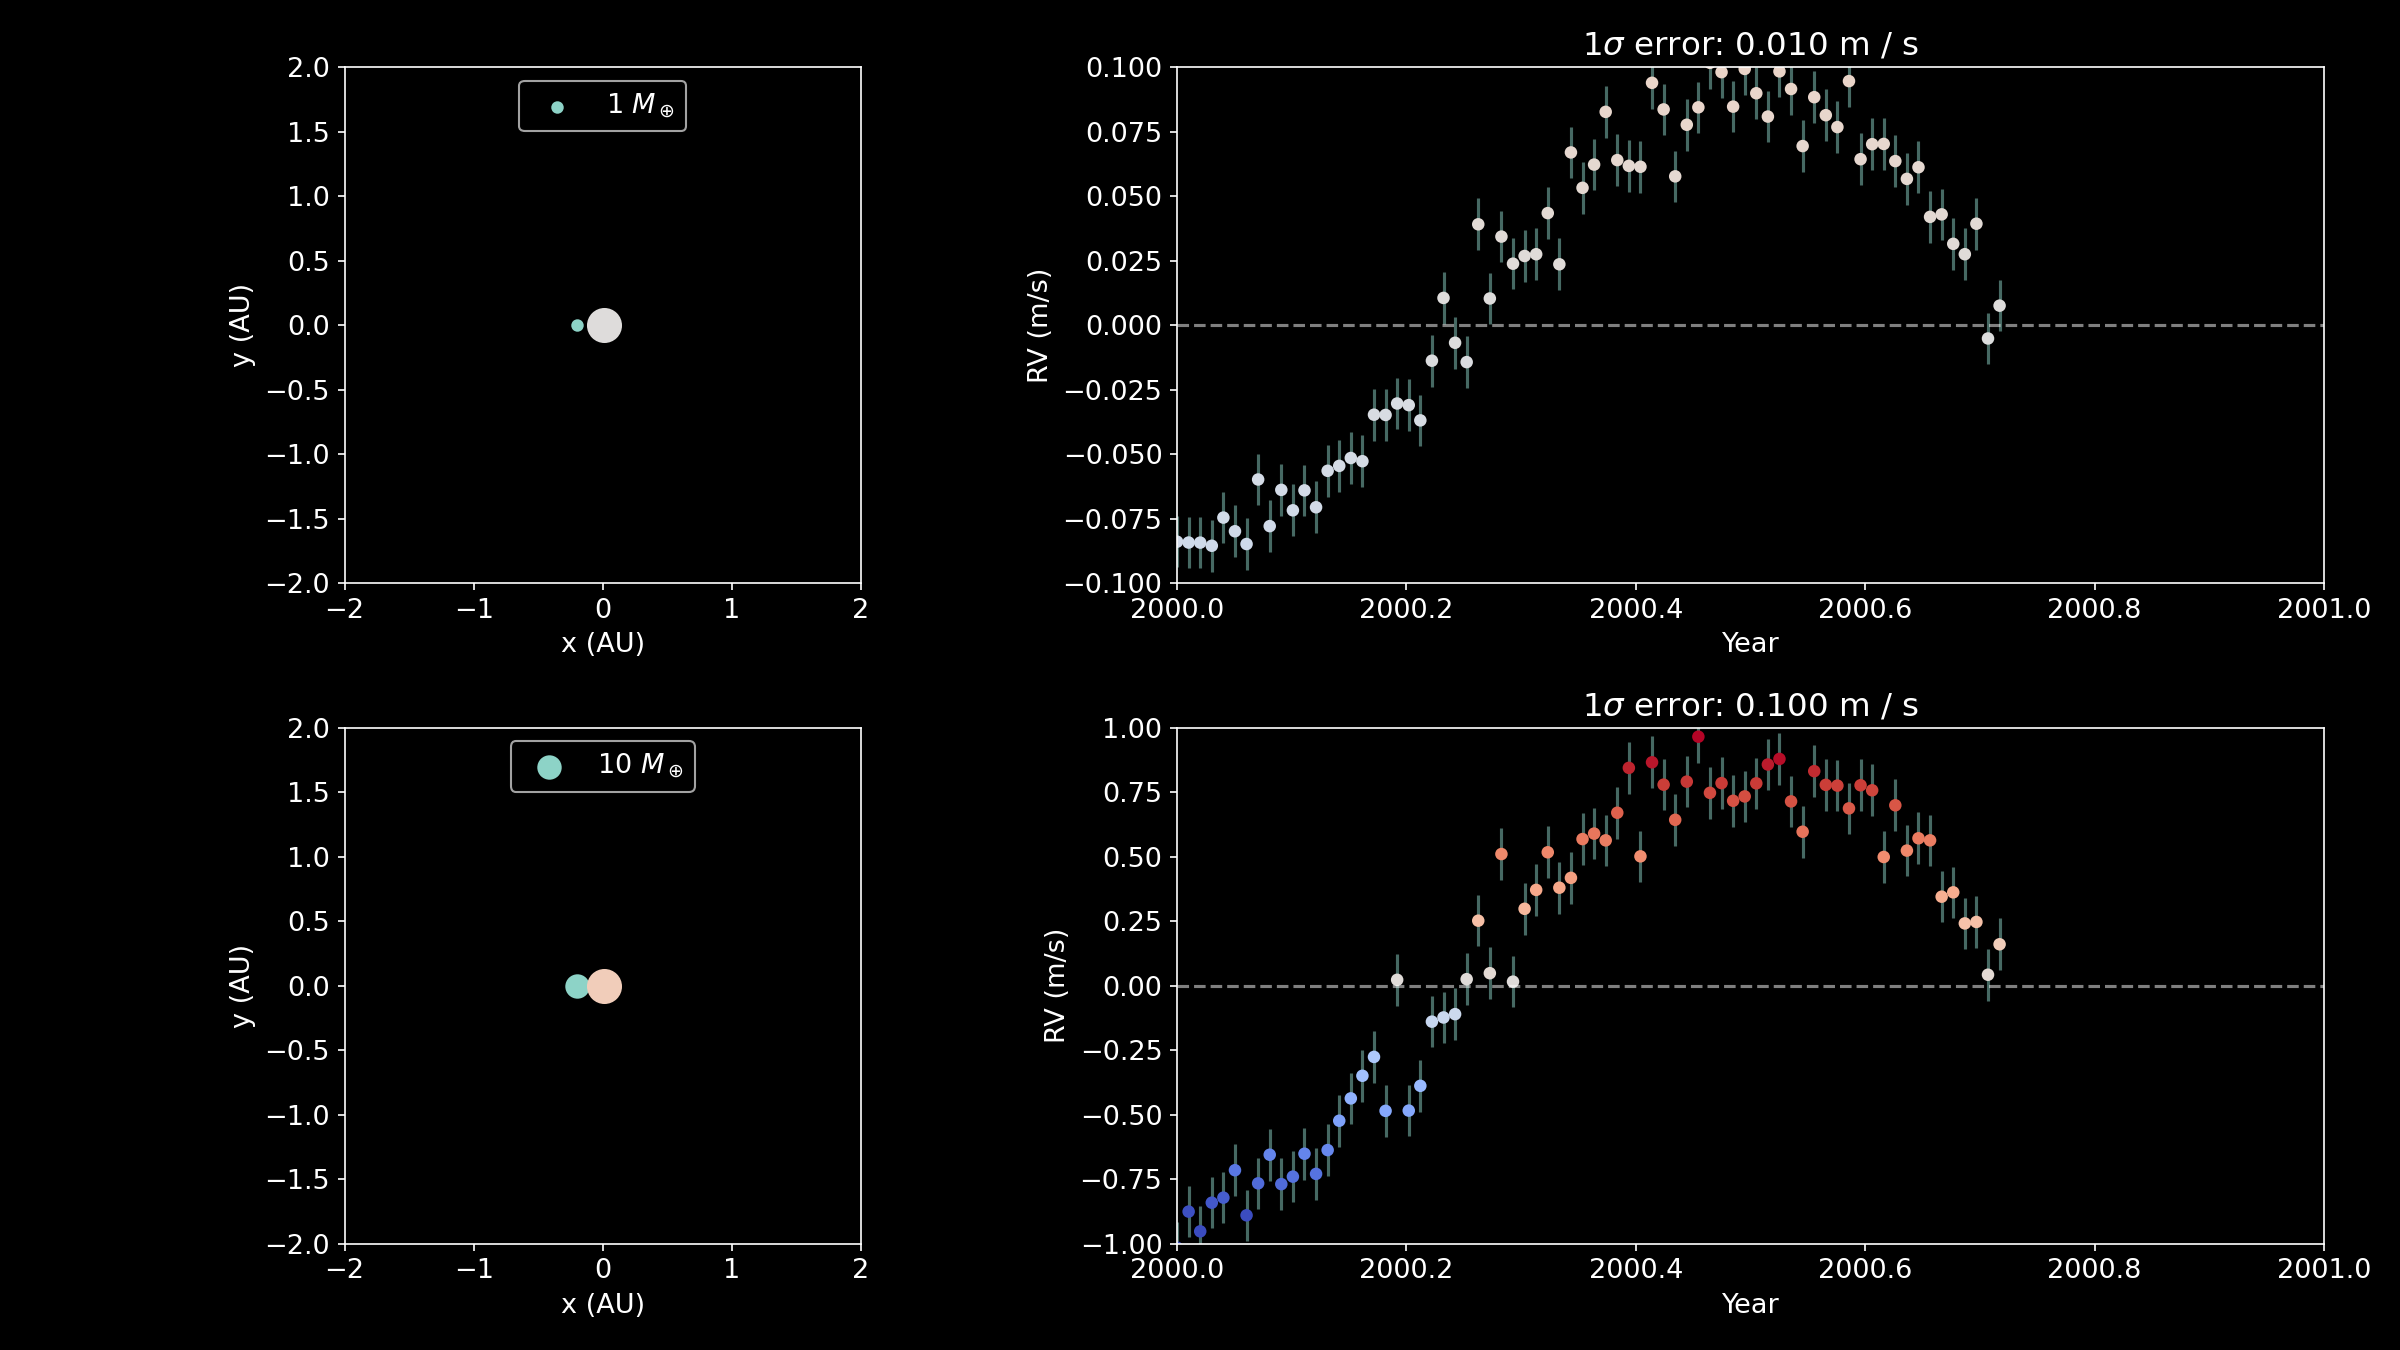 1σ error: 0.010 m / s
1 M⊕
2.0
1.5
1.0
0.5
0.0
−0.5
−1.0
−1.5
−2.0
y (AU)
−2 −1 0 1 2
x (AU)
0.100
0.075
0.050
0.025
0.000
−0.025
−0.050
−0.075
−0.100
RV (m/s)
2000.0 2000.2 2000.4 2000.6 2000.8 2001.0
Year
1σ error: 0.100 m / s
10 M⊕
2.0
1.5
1.0
0.5
0.0
−0.5
−1.0
−1.5
−2.0
y (AU)
−2 −1 0 1 2
x (AU)
1.00
0.75
0.50
0.25
0.00
−0.25
−0.50
−0.75
−1.00
RV (m/s)
2000.0 2000.2 2000.4 2000.6 2000.8 2001.0
Year